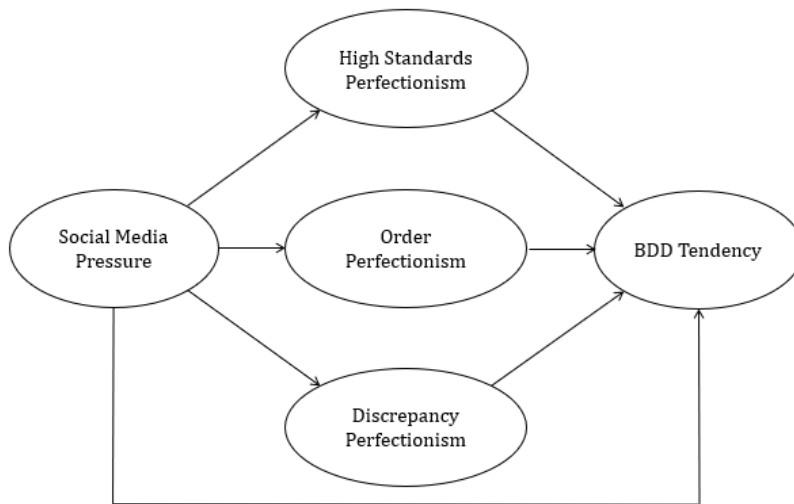 High Standards
Perfectionism
Social Media
Pressure
Order
Perfectionism
BDD Tendency
Discrepancy
Perfectionism